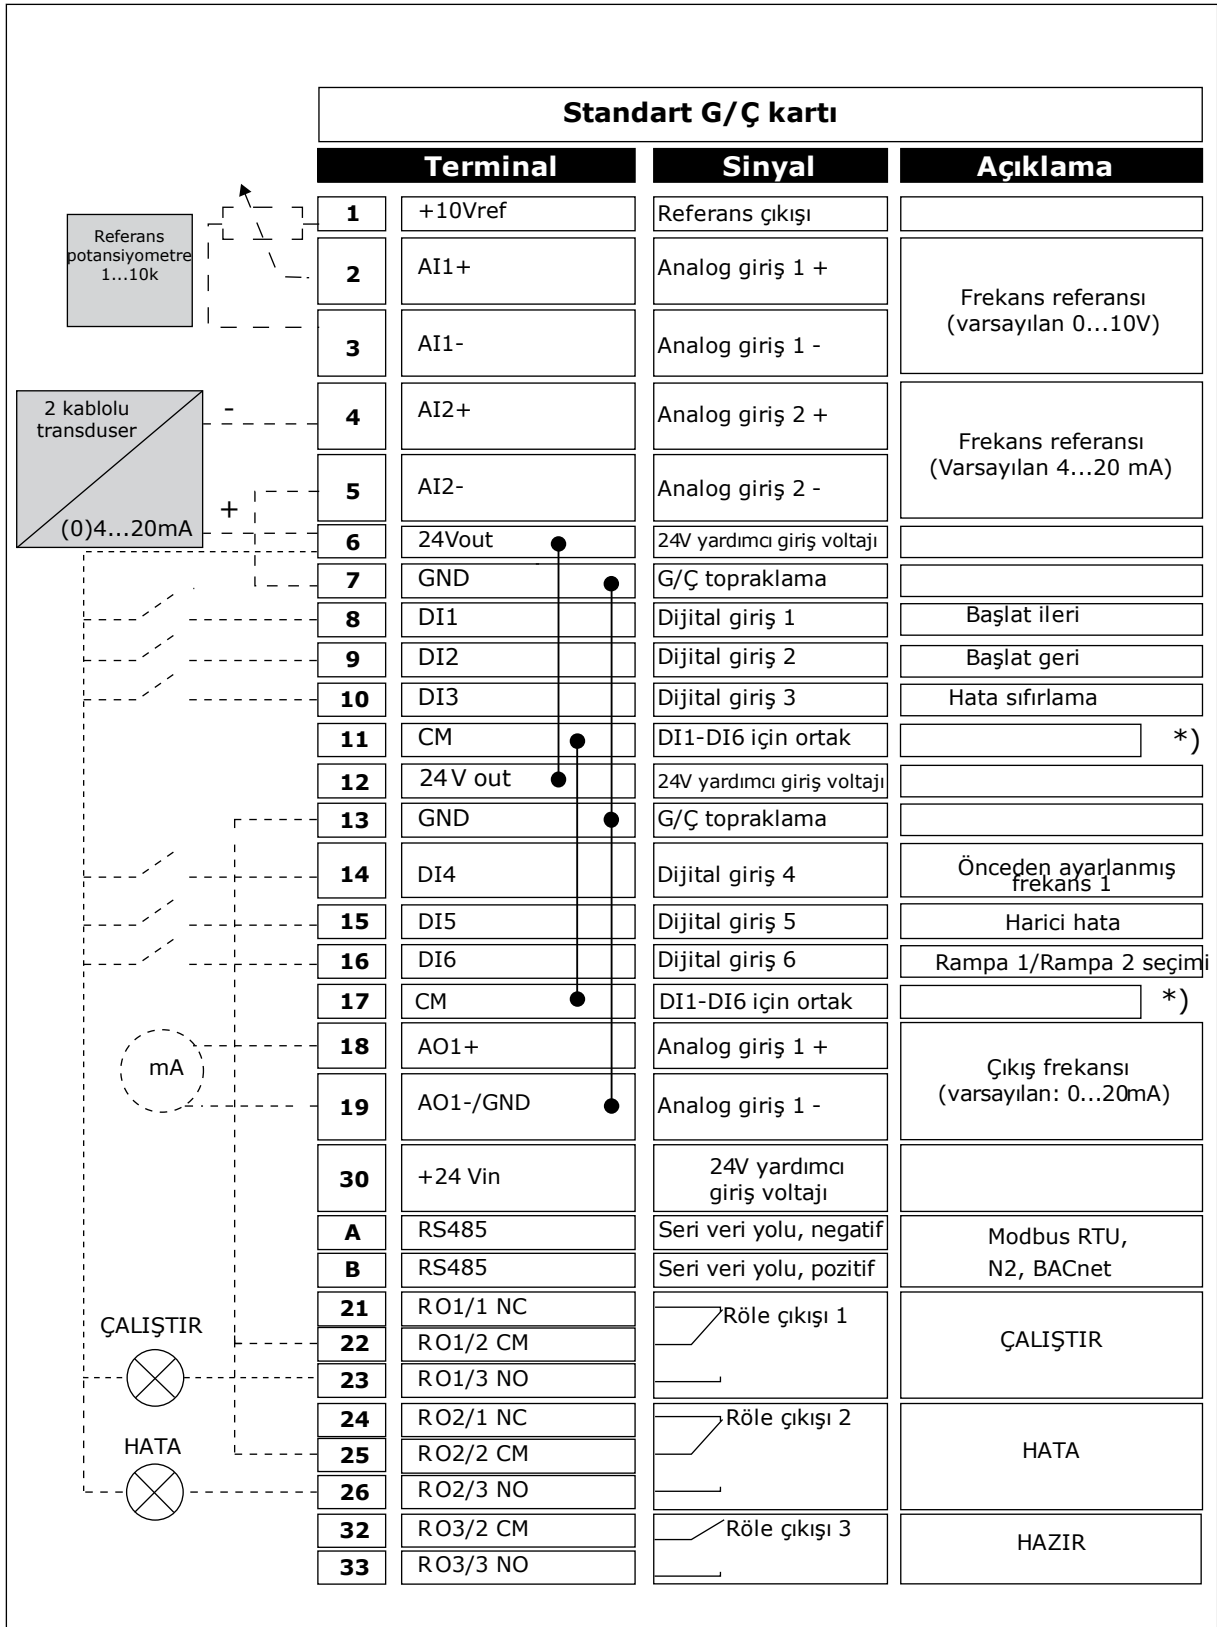 Standart G/Ç kartı
Terminal Sinyal Açıklama
Referans
potansiyometre
1...10k
1 +10Vref Referans çıkışı
2 AI1+ Analog giriş 1 +
Frekans referansı
(varsayılan 0...10V)
3 AI1- Analog giriş 1 -
2 kablolu
transduser
-
+
(0)4...20mA
4 AI2+ Analog giriş 2 +
Frekans referansı
(Varsayılan 4...20 mA)
5 AI2- Analog giriş 2 -
6 24Vout 24V yardımcı giriş voltajı
7 GND G/Ç topraklama
8 DI1 Dijital giriş 1 Başlat ileri
9 DI2 Dijital giriş 2 Başlat geri
10 DI3 Dijital giriş 3 Hata sıfırlama
11 CM DI1-DI6 için ortak *)
12 24V out 24V yardımcı giriş voltajı
13 GND G/Ç topraklama
14 DI4 Dijital giriş 4 Önceden ayarlanmış
frekans 1
15 DI5 Dijital giriş 5 Harici hata
16 DI6 Dijital giriş 6 Rampa 1/Rampa 2 seçimi
17 CM DI1-DI6 için ortak *)
mA
18 AO1+ Analog giriş 1 +
Çıkış frekansı
(varsayılan: 0...20mA)
19 AO1-/GND Analog giriş 1 -
30 +24 Vin 24V yardımcı
giriş voltajı
A RS485 Seri veri yolu, negatif
Modbus RTU,
N2, BACnet
B RS485 Seri veri yolu, pozitif
21 RO1/1 NC Röle çıkışı 1
ÇALIŞTIR
22 RO1/2 CM ÇALIŞTIR
23 RO1/3 NO
24 RO2/1 NC Röle çıkışı 2
HATA
25 RO2/2 CM HATA
26 RO2/3 NO
32 RO3/2 CM Röle çıkışı 3 HAZIR
33 RO3/3 NO